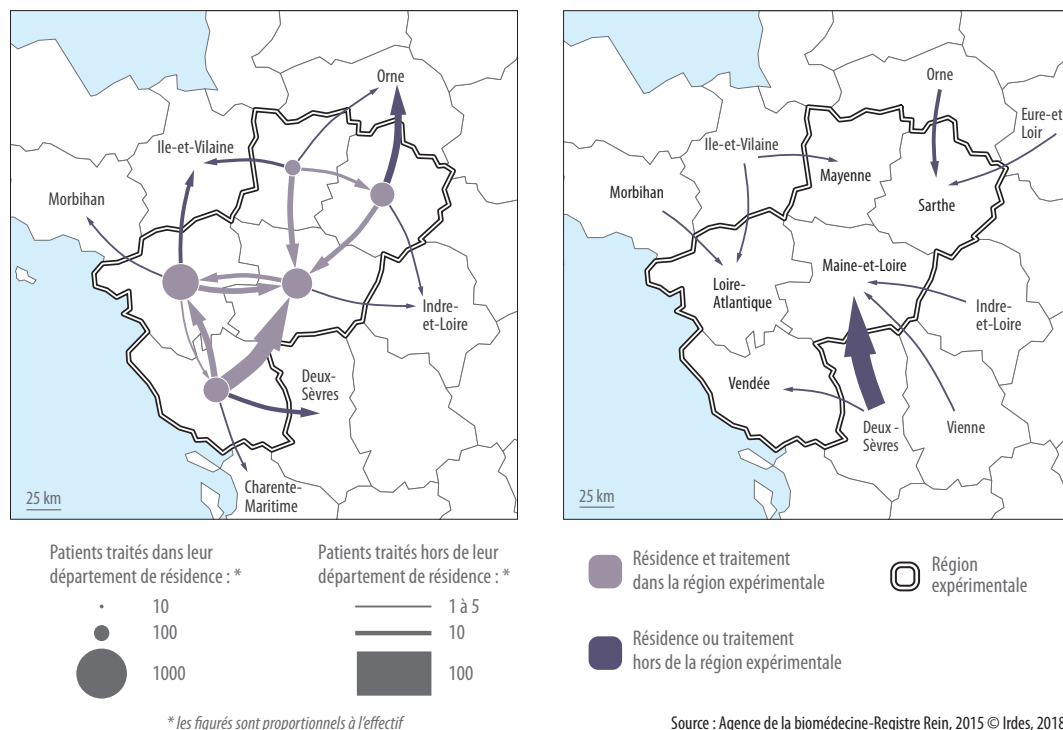 Orne
Ile-et-Vilaine
Morbihan
Indre-
et-Loire
Deux-
Sèvres
Charente-
Maritime
25 km
Orne
Eure-et
Loir
Ile-et-Vilaine
Mayenne
Morbihan
Sarthe
Maine-et-Loire
Loire-
Atlantique
Indre-
et-Loire
Vendée
Deux -
Sèvres
Vienne
25 km
Patients traités dans leur
département de résidence : *
10
100
1000
Patients traités hors de leur
département de résidence : *
1 à 5
10
100
Résidence et traitement
dans la région expérimentale
Région
expérimentale
Résidence ou traitement
hors de la région expérimentale
* les figurés sont proportionnels à l'effectif
Source : Agence de la biomédecine-Registre Rein, 2015 © Irdes, 2018